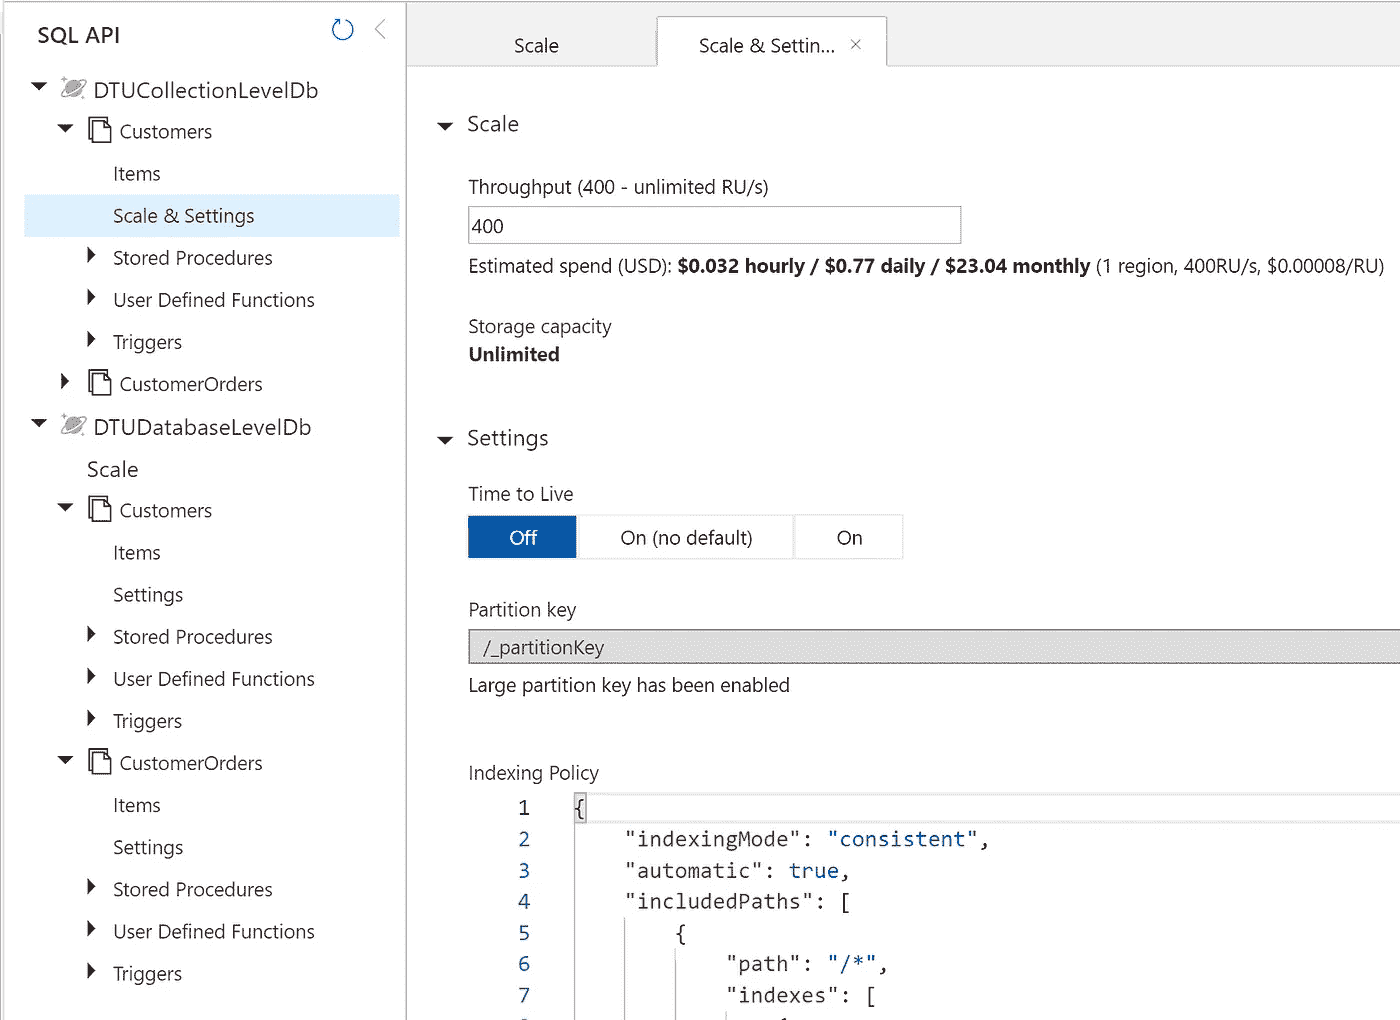 SQL API
DTUCollectionLevelDb
Customers
Items
Scale & Settings
Stored Procedures
User Defined Functions
Triggers
CustomerOrders
DTUDatabaseLevelDb
Scale
Customers
Items
Settings
Stored Procedures
User Defined Functions
Triggers
CustomerOrders
Items
Settings
Stored Procedures
User Defined Functions
Triggers
Scale
Scale & Settin...
Scale
Throughput (400 - unlimited RU/s)
400
Estimated spend (USD): $0.032 hourly / $0.77 daily / $23.04 monthly (1 region, 400RU/s, $0.00008/RU)
Storage capacity
Unlimited
Settings
Time to Live
Off On (no default) On
Partition key
/_partitionKey
Large partition key has been enabled
Indexing Policy
1 {
2 "indexingMode": "consistent",
3 "automatic": true,
4 "includedPaths": [
5 {
6 "path": "/*",
7 "indexes": [